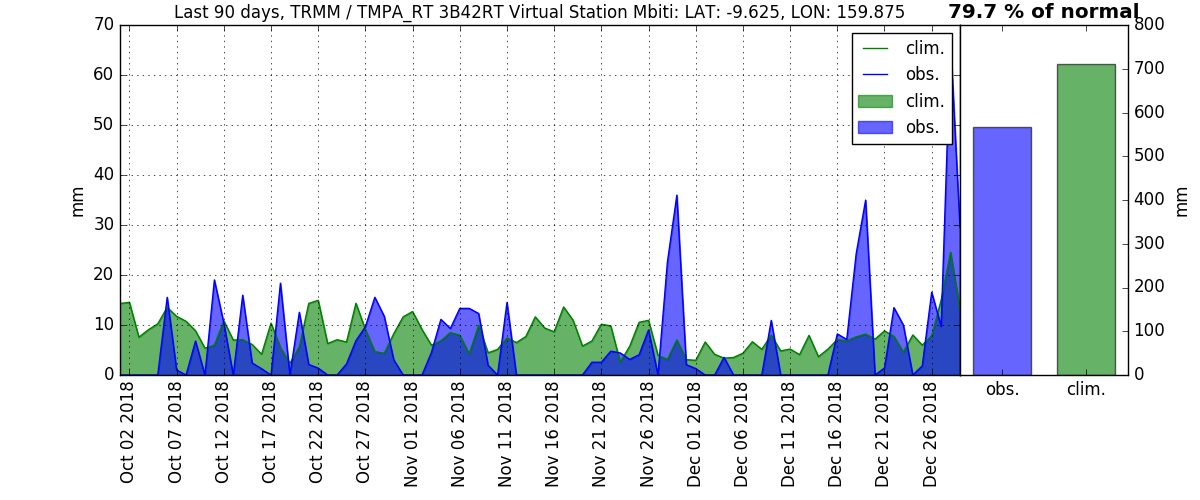 Last 90 days, TRMM / TMPA_RT 3B42RT Virtual Station Mbiti: LAT: -9.625, LON: 159.875
79.7 % of normal
70
60
50
40
30
20
10
0
mm
clim.
obs.
clim.
obs.
800
700
600
500
400
300
200
100
0
mm
Oct 02 2018
Oct 07 2018
Oct 12 2018
Oct 17 2018
Oct 22 2018
Oct 27 2018
Nov 01 2018
Nov 06 2018
Nov 11 2018
Nov 16 2018
Nov 21 2018
Nov 26 2018
Dec 01 2018
Dec 06 2018
Dec 11 2018
Dec 16 2018
Dec 21 2018
Dec 26 2018
obs.
clim.